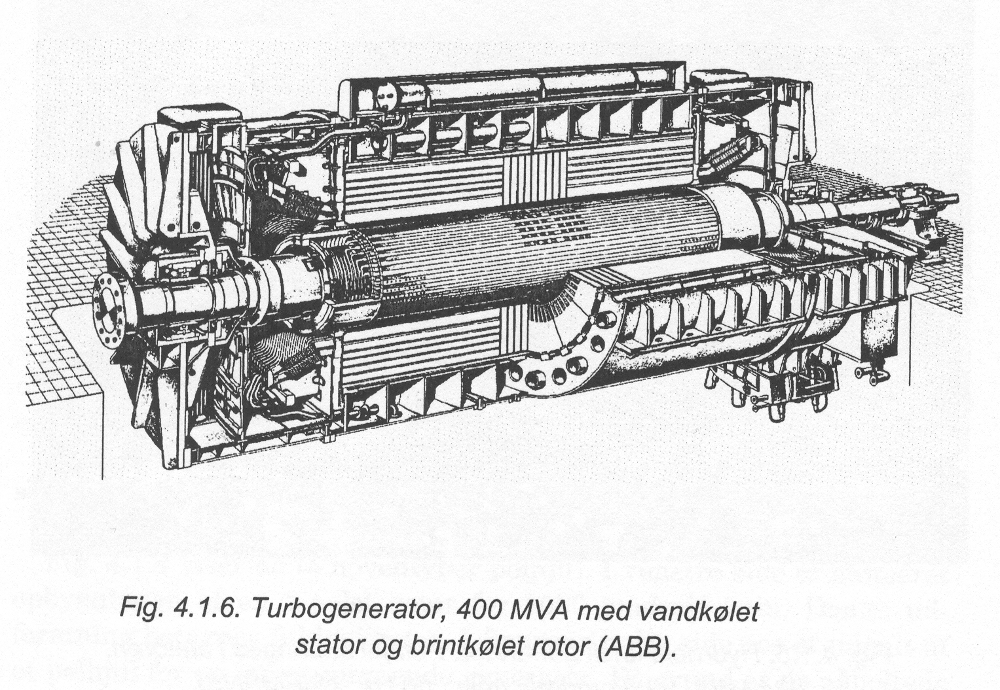 Fig. 4.1.6. Turbogenerator, 400 MVA med vandkølet
stator og brintkølet rotor (ABB).